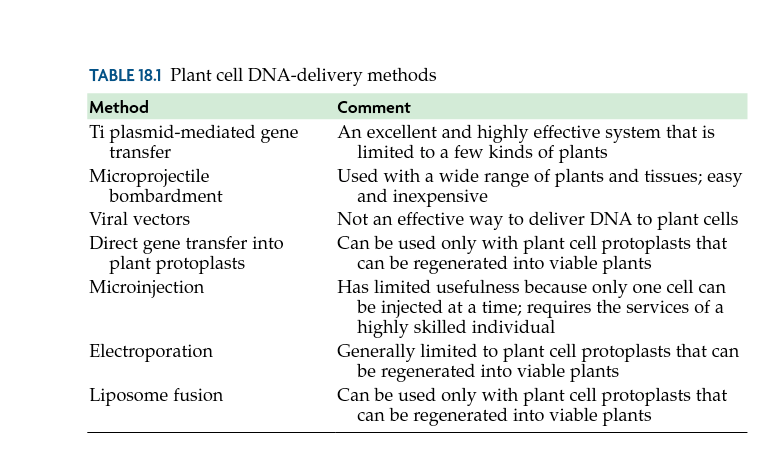 TABLE 18.1 Plant cell DNA-delivery methods
Method Comment
Ti plasmid-mediated gene An excellent and highly effective system that is
transfer limited to a few kinds of plants
Microprojectile Used with a wide range of plants and tissues; easy
bombardment and inexpensive
Viral vectors Not an effective way to deliver DNA to plant cells
Direct gene transfer into Can be used only with plant cell protoplasts that
plant protoplasts can be regenerated into viable plants
Microinjection Has limited usefulness because only one cell can
be injected at a time; requires the services of a
highly skilled individual
Electroporation Generally limited to plant cell protoplasts that can
be regenerated into viable plants
Liposome fusion Can be used only with plant cell protoplasts that
can be regenerated into viable plants